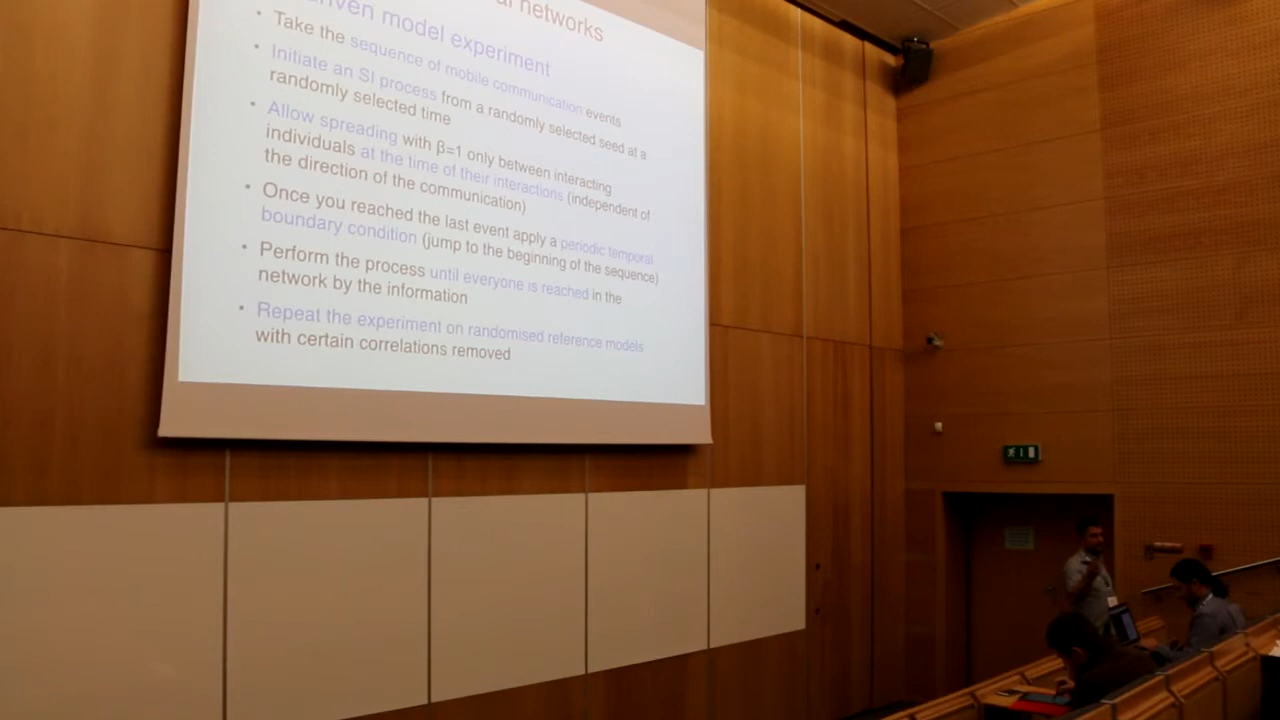 networks
model experiment
• Take the sequence of mobile communication events
• Initiate an SI process from a randomly selected seed at a
randomly selected time
• Allow spreading with β=1 only between interacting
individuals at the time of their interactions (independent of
the direction of the communication)
• Once you reached the last event apply a periodic temporal
boundary condition (jump to the beginning of the sequence)
• Perform the process until everyone is reached in the
network by the information
• Repeat the experiment on randomised reference models
with certain correlations removed